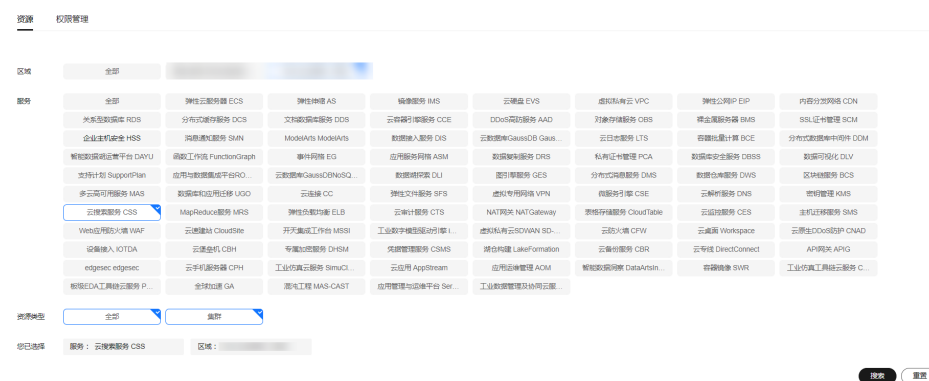 资源 权限管理
区域 全部
服务 全部 弹性云服务器 ECS 弹性伸缩 AS 镜像服务 IMS 云硬盘 EVS 虚拟私有云 VPC 弹性公网IP EIP 内容分发网络 CDN
关系型数据库 RDS 分布式缓存服务 DCS 文档数据库服务 DDS 云容器引擎服务 CCE DDoS高防服务 AAD 对象存储服务 OBS 裸金属服务器 BMS SSL证书管理 SCM
企业主机安全 HSS 消息通知服务 SMN ModelArts ModelArts 数据接入服务 DIS 云数据库GaussDB Gaus... 云日志服务 LTS 容器批量计算 BCE 分布式数据库中间件 DDM
智能数据湖运营平台 DAYU 函数工作流 FunctionGraph 事件网格 EG 应用服务网格 ASM 数据复制服务 DRS 私有证书管理 PCA 数据库安全服务 DBSS 数据可视化 DLV
支持计划 SupportPlan 应用与数据集成平台RO... 云数据库GaussDBNoSQ... 数据湖探索 DLI 图引擎服务 GES 分布式消息服务 DMS 数据仓库服务 DWS 区块链服务 BCS
多云高可用服务 MAS 数据库和应用迁移 UGO 云连接 CC 弹性文件服务 SFS 虚拟专用网络 VPN 微服务引擎 CSE 云解析服务 DNS 密钥管理 KMS
云搜索服务 CSS MapReduce服务 MRS 弹性负载均衡 ELB 云审计服务 CTS NAT网关 NATGateway 表格存储服务 CloudTable 云监控服务 CES 主机迁移服务 SMS
Web应用防火墙 WAF 云速建站 CloudSite 开天集成工作台 MSSI 工业数字模型驱动引擎 i... 虚拟私有云SDWAN SD-... 云防火墙 CFW 云桌面 Workspace 云原生DDoS防护 CNAD
设备接入 IOTDA 云堡垒机 CBH 专属加密服务 DHSM 凭据管理服务 CSMS 湖仓构建 LakeFormation 云备份服务 CBR 云专线 DirectConnect API网关 APIG
edgesec edgesec 云手机服务器 CPH 工业仿真云服务 SimuCl... 云应用 AppStream 应用运维管理 AOM 智能数据洞察 DataArtsIn... 容器镜像 SWR 工业仿真工具链云服务 C...
板级EDA工具链云服务 P... 全球加速 GA 混沌工程 MAS-CAST 应用管理与运维平台 Ser... 工业数据管理及协同云服...
资源类型 全部 集群
您已选择 服务： 云搜索服务 CSS 区域：
搜索 重置